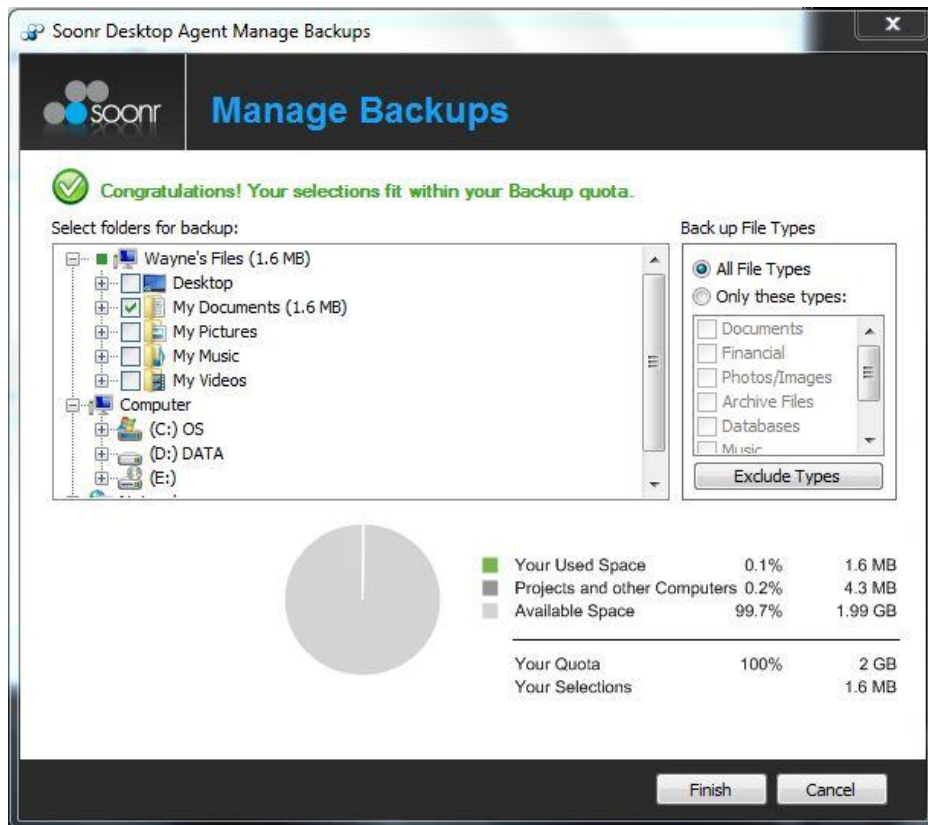 Soonr Desktop Agent Manage Backups
x
soonr
Manage Backups
Congratulations! Your selections fit within your Backup quota.
Select folders for backup:
Back up File Types
Wayne's Files (1.6 MB)
Desktop
My Documents (1.6 MB)
My Pictures
My Music
My Videos
Computer
(C:) OS
(D:) DATA
(E:)
All File Types
Only these types:
Documents
Financial
Photos/Images
Archive Files
Databases
Music
Exclude Types
Your Used Space 0.1% 1.6 MB
Projects and other Computers 0.2% 4.3 MB
Available Space 99.7% 1.99 GB
Your Quota 100% 2 GB
Your Selections 1.6 MB
Finish
Cancel